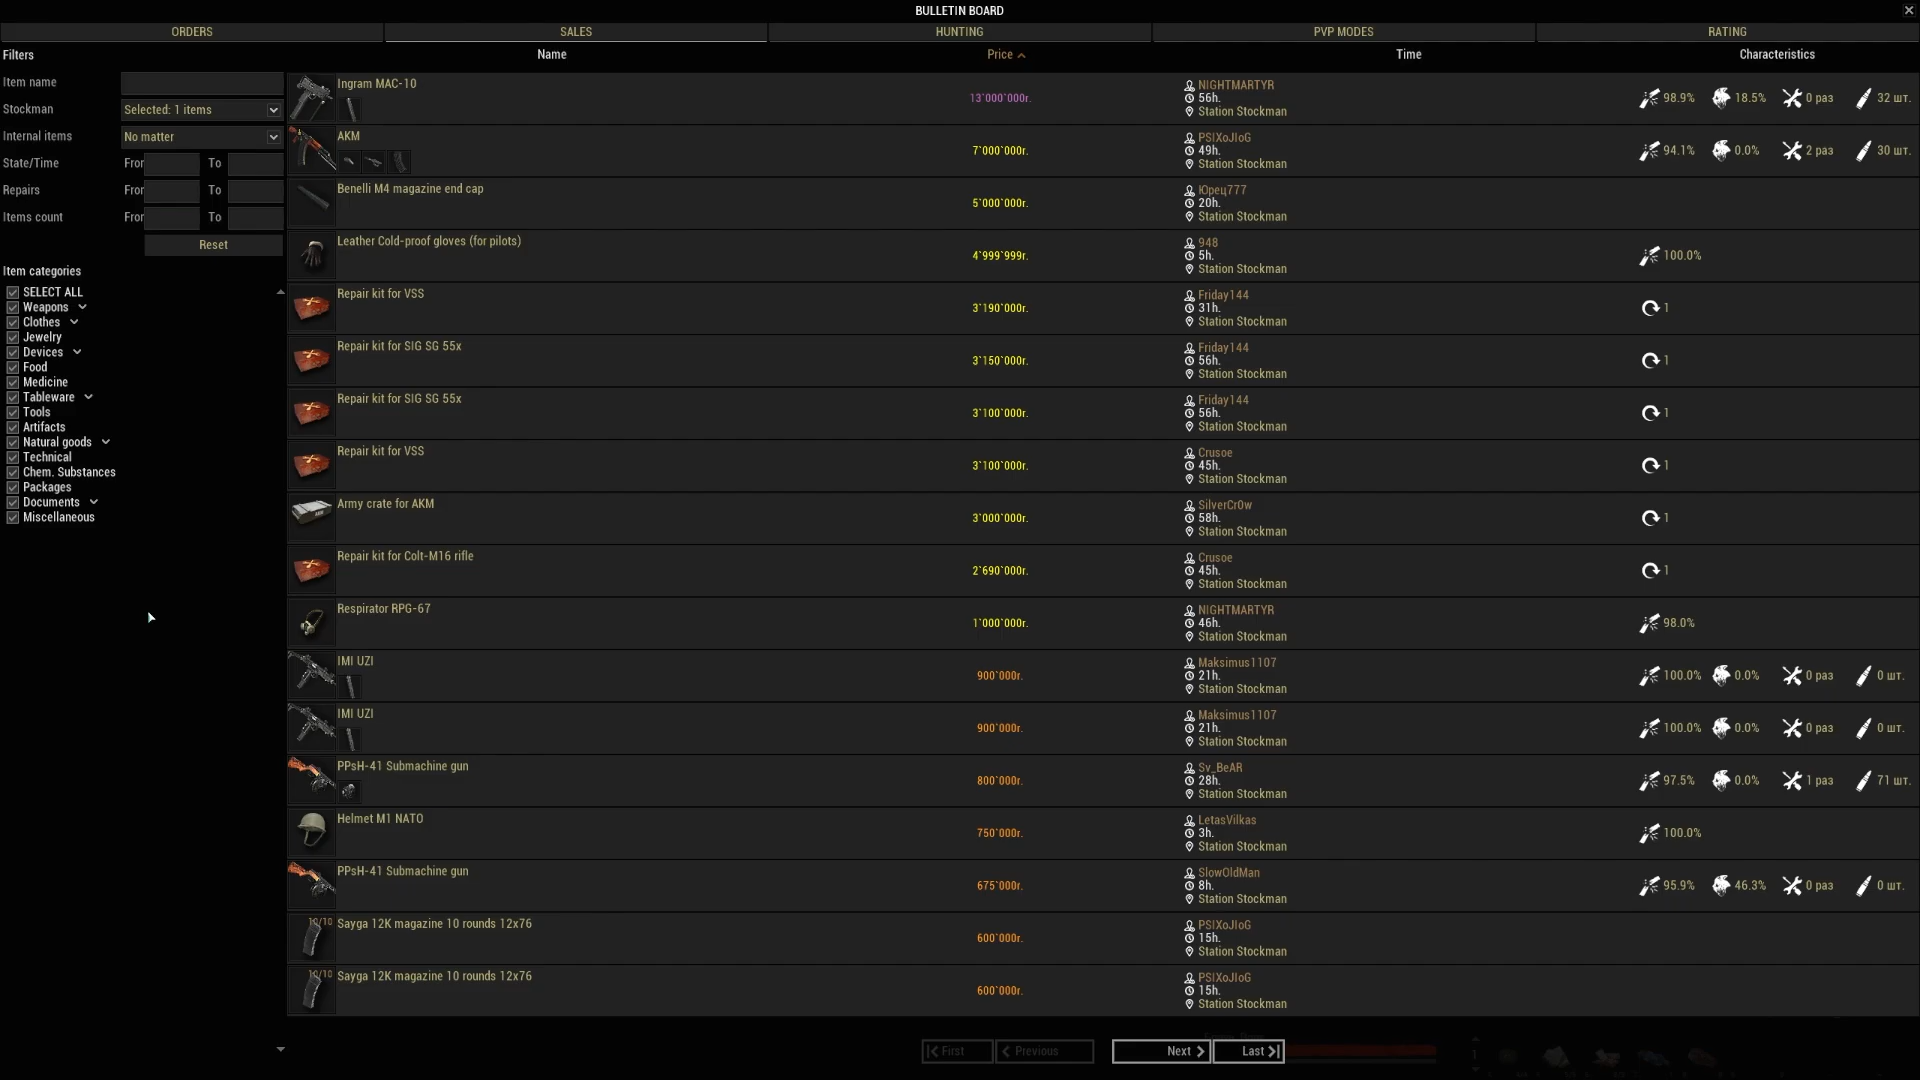 BULLETIN BOARD
ORDERS SALES HUNTING PVP MODES RATING
Filters
Item name
Stockman Selected: 1 items
Internal items No matter
State/Time From To
Repairs From To
Items count From To
Reset
Item categories
SELECT ALL
Weapons
Clothes
Jewelry
Devices
Food
Medicine
Tableware
Tools
Artifacts
Natural goods
Technical
Chem. Substances
Packages
Documents
Miscellaneous
Name Price Time Characteristics
Ingram MAC-10 13`000`000r. NIGHTMARTYR
56h. 98.9% 18.5% 0 раз 32 шт.
Station Stockman
AKM 7`000`000r. PSIXoJIoG
49h. 94.1% 0.0% 2 раз 30 шт.
Station Stockman
Benelli M4 magazine end cap 5`000`000r. Юрец777
20h.
Station Stockman
Leather Cold-proof gloves (for pilots) 4`999`999r. 948
5h. 100.0%
Station Stockman
Repair kit for VSS 3`190`000r. Friday144
31h. 1
Station Stockman
Repair kit for SIG SG 55x 3`150`000r. Friday144
56h. 1
Station Stockman
Repair kit for SIG SG 55x 3`100`000r. Friday144
56h. 1
Station Stockman
Repair kit for VSS 3`100`000r. Crusoe
45h. 1
Station Stockman
Army crate for AKM 3`000`000r. SilverCr0w
58h. 1
Station Stockman
Repair kit for Colt-M16 rifle 2`690`000r. Crusoe
45h. 1
Station Stockman
Respirator RPG-67 1`000`000r. NIGHTMARTYR
46h. 98.0%
Station Stockman
IMI UZI 900`000r. Maksimus1107
21h. 100.0% 0.0% 0 раз 0 шт.
Station Stockman
IMI UZI 900`000r. Maksimus1107
21h. 100.0% 0.0% 0 раз 0 шт.
Station Stockman
PPsH-41 Submachine gun 800`000r. Sv_BeAR
28h. 97.5% 0.0% 1 раз 71 шт.
Station Stockman
Helmet M1 NATO 750`000r. LetasVilkas
3h. 100.0%
Station Stockman
PPsH-41 Submachine gun 675`000r. SlowOldMan
8h. 95.9% 46.3% 0 раз 0 шт.
Station Stockman
10/10 Sayga 12K magazine 10 rounds 12x76 600`000r. PSIXoJIoG
15h.
Station Stockman
10/10 Sayga 12K magazine 10 rounds 12x76 600`000r. PSIXoJIoG
15h.
Station Stockman
First Previous Next Last